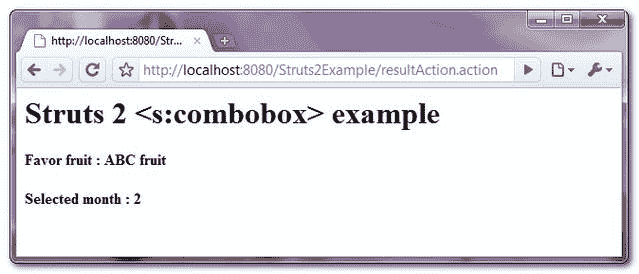 http://localhost:8080/Str...
http://localhost:8080/Struts2Example/resultAction.action
Struts 2 <s:combobox> example
Favor fruit : ABC fruit
Selected month : 2